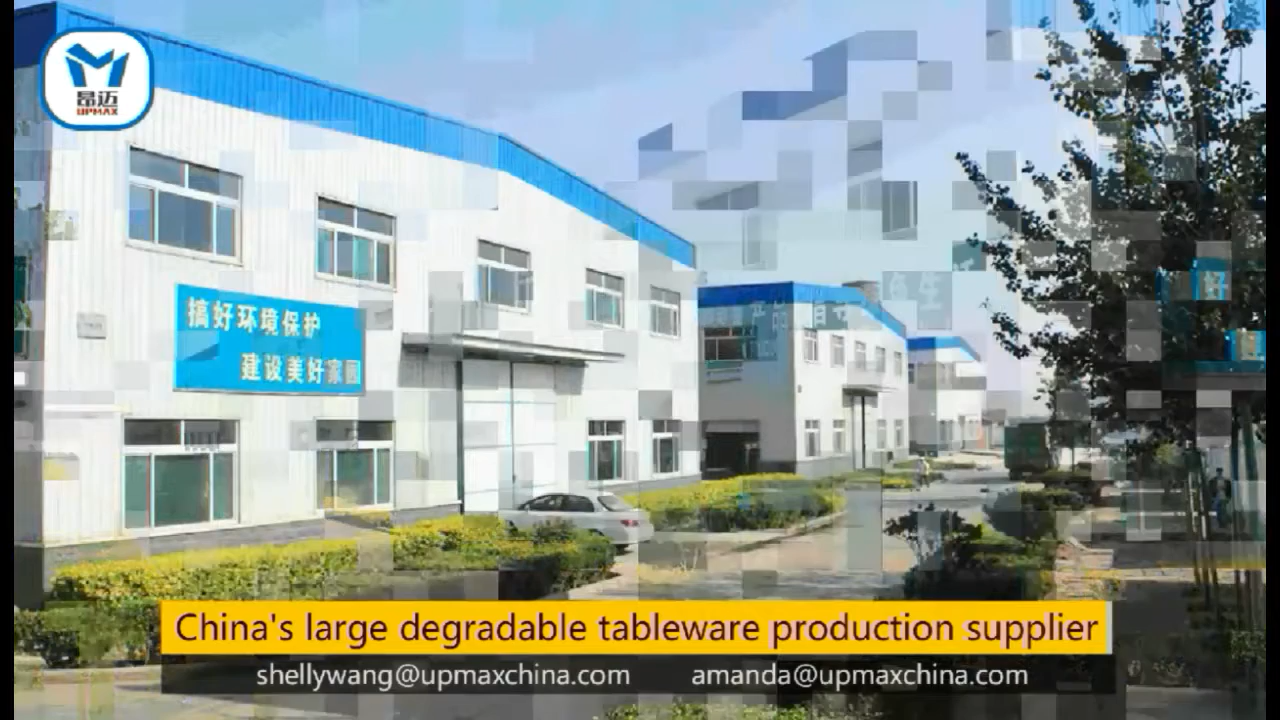 昂迈
UPMAX
搞好环境保护
建设美好家园
China's large degradable tableware production supplier
shellywang@upmaxchina.com amanda@upmaxchina.com